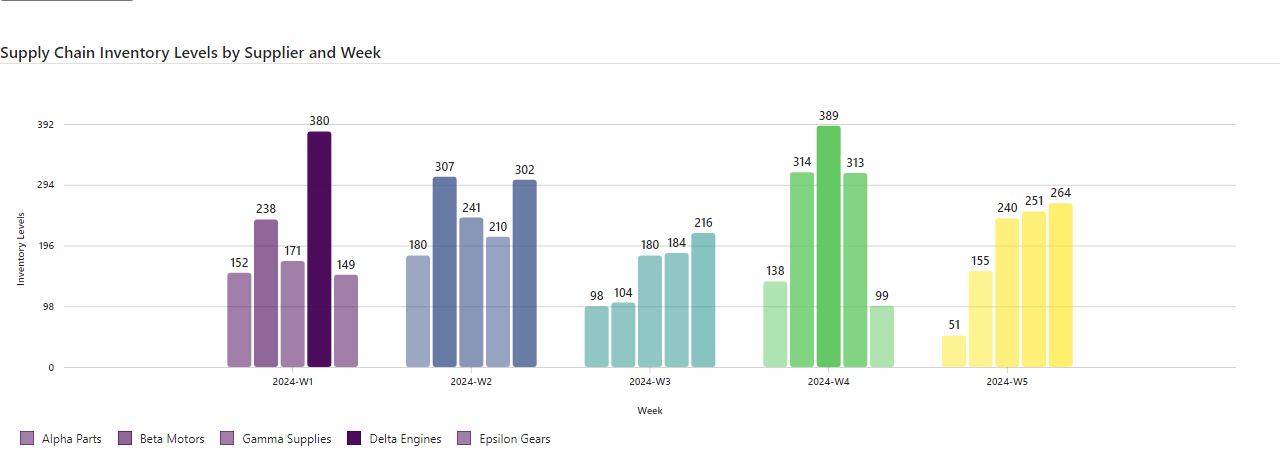 Supply Chain Inventory Levels by Supplier and Week
392
294
196
98
0
Inventory Levels
152
238
171
380
149
180
307
241
210
302
98
104
180
184
216
138
314
389
313
99
51
155
240
251
264
2024-W1
2024-W2
2024-W3
2024-W4
2024-W5
Week
Alpha Parts
Beta Motors
Gamma Supplies
Delta Engines
Epsilon Gears